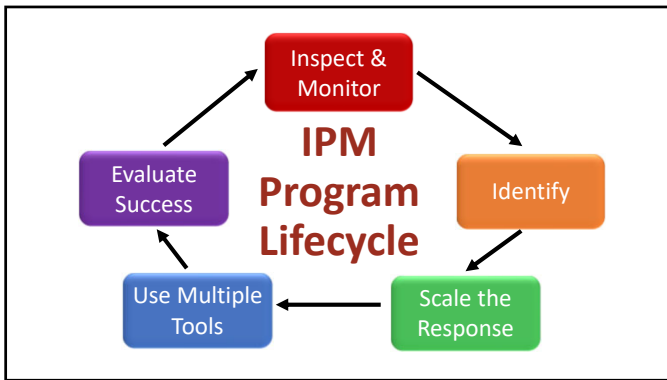 Inspect &
Monitor
IPM
Program
Lifecycle
Evaluate
Success
Identify
Use Multiple
Tools
Scale the
Response